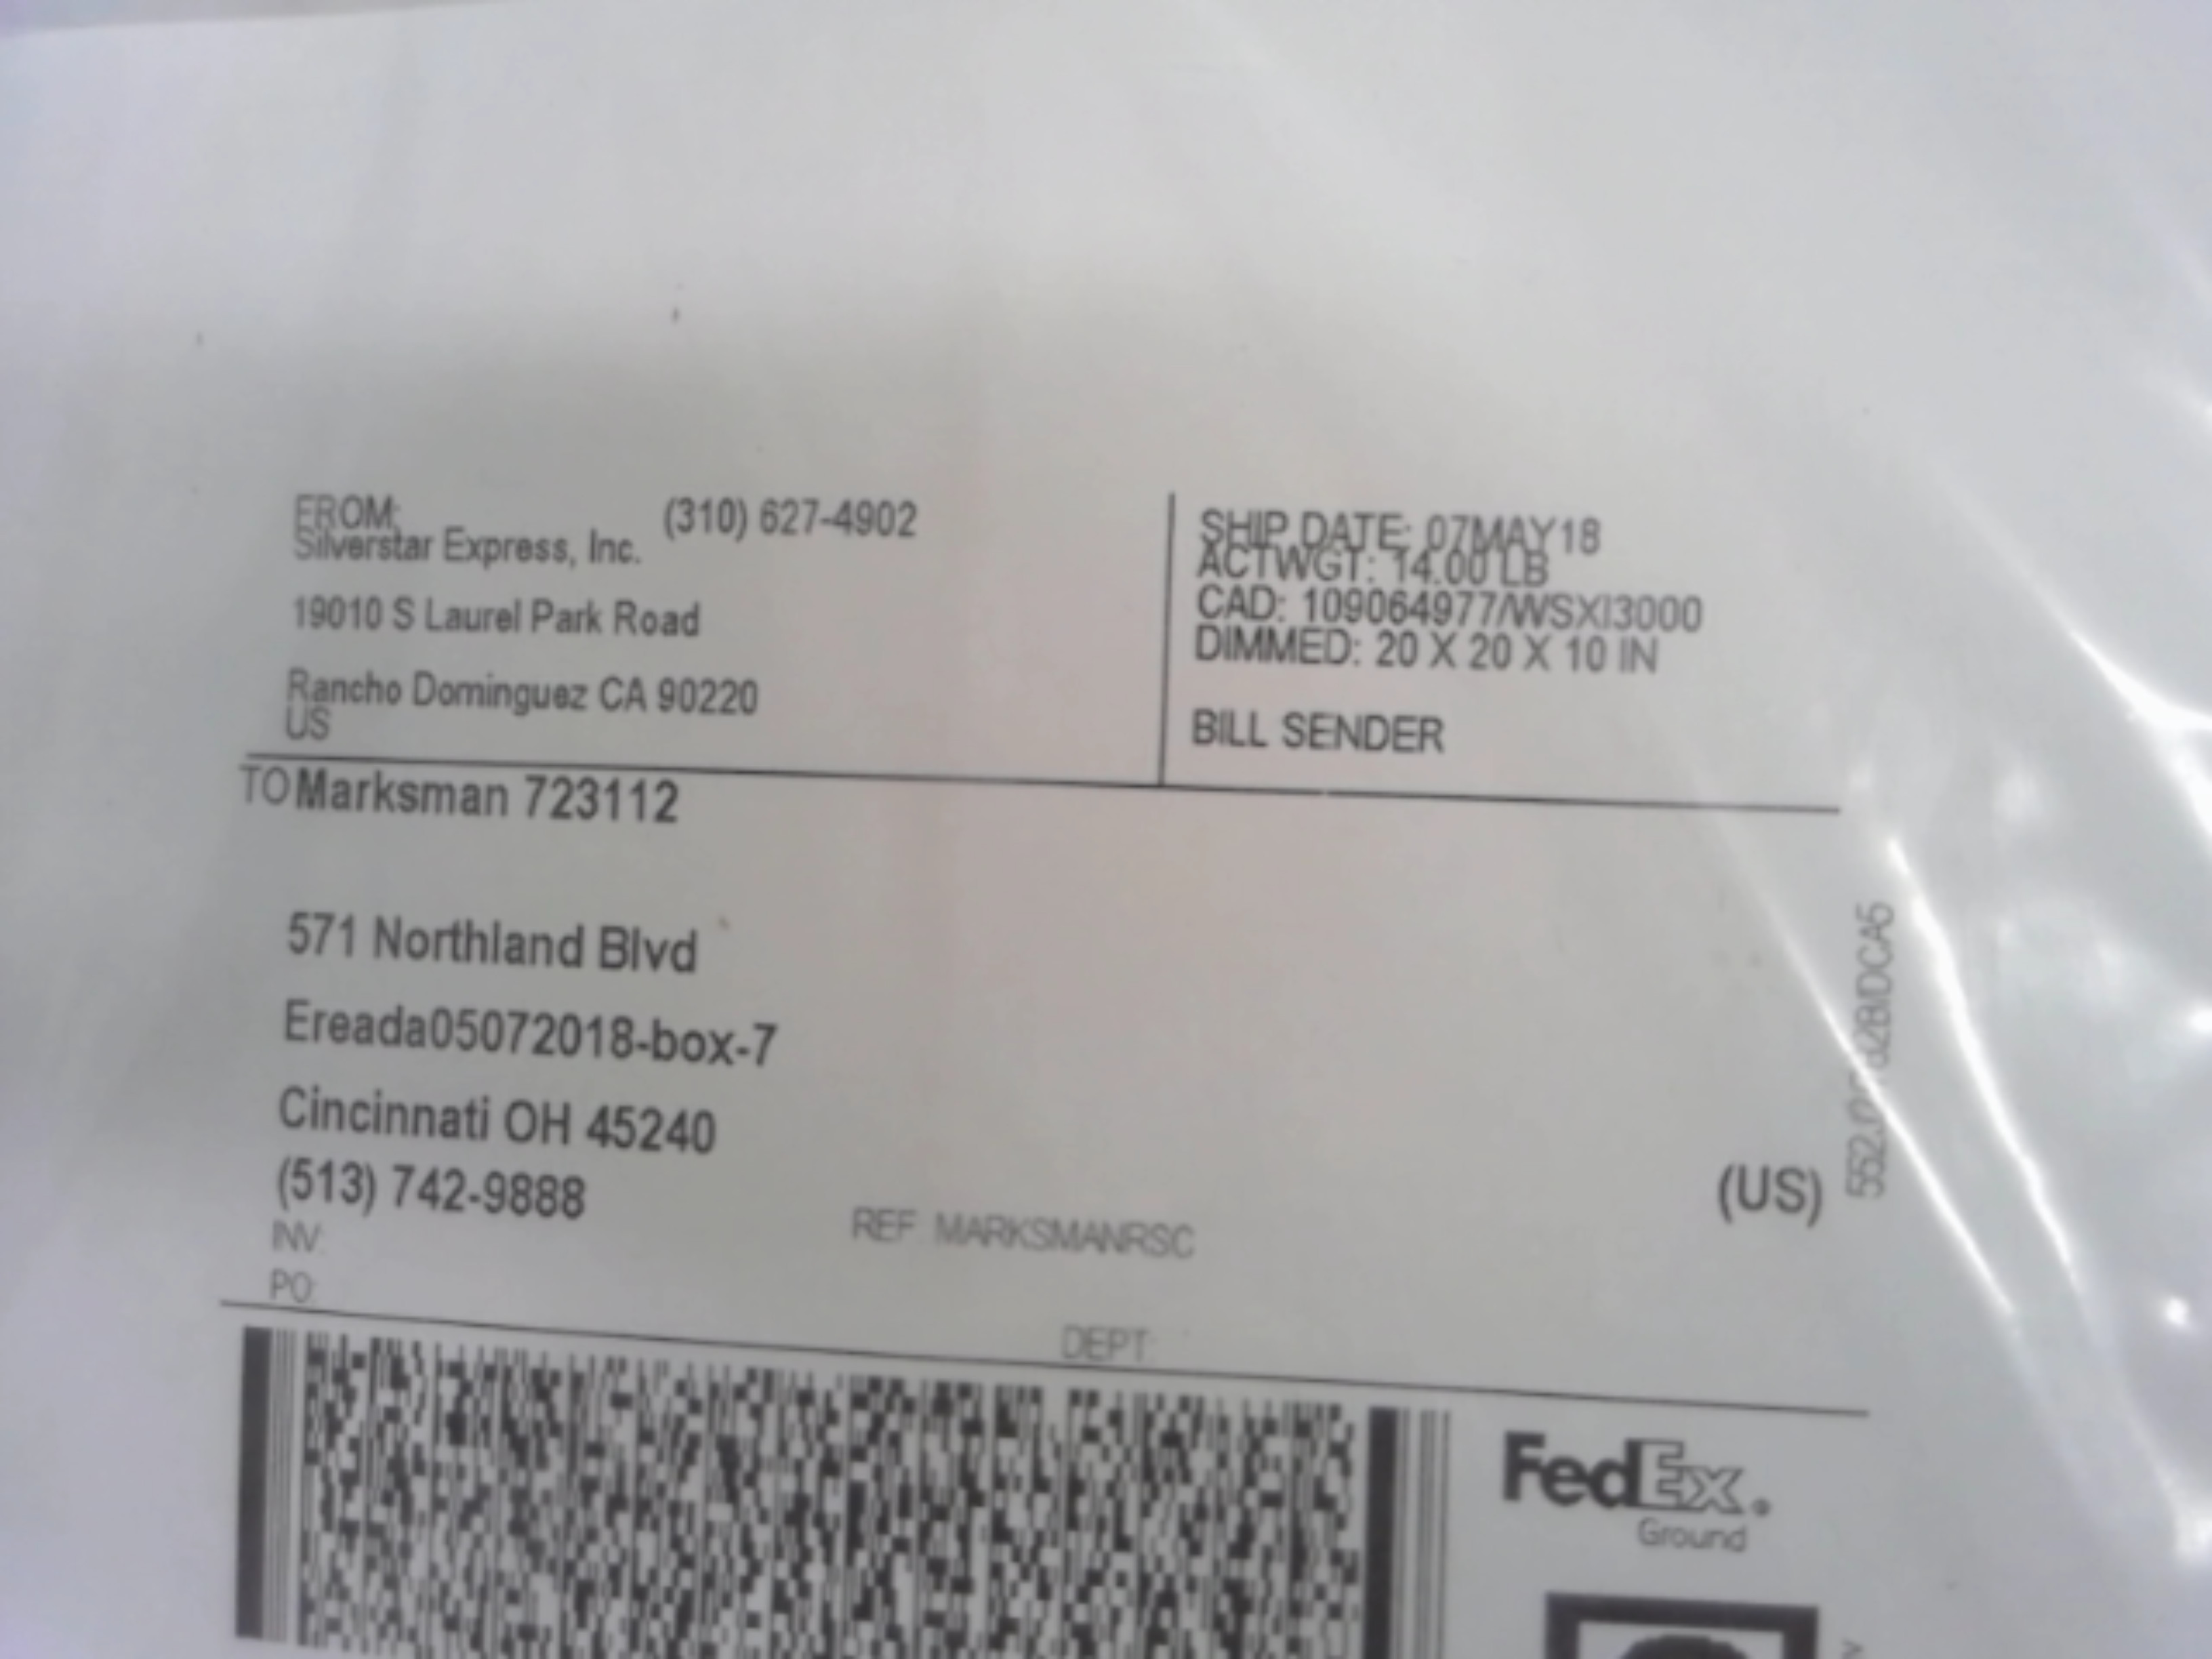 FROM: (310) 627-4902
Silverstar Express, Inc.
19010 S Laurel Park Road
Rancho Dominguez CA 90220
US
SHIP DATE: 07MAY18
ACTWGT: 14.00 LB
CAD: 109064977/WSXI3000
DIMMED: 20 X 20 X 10 IN
BILL SENDER
TO Marksman 723112
571 Northland Blvd
Ereada05072018-box-7
Cincinnati OH 45240
(513) 742-9888
(US)
INV:
REF: MARKSMANRSC
PO:
DEPT:
FedEx
Ground